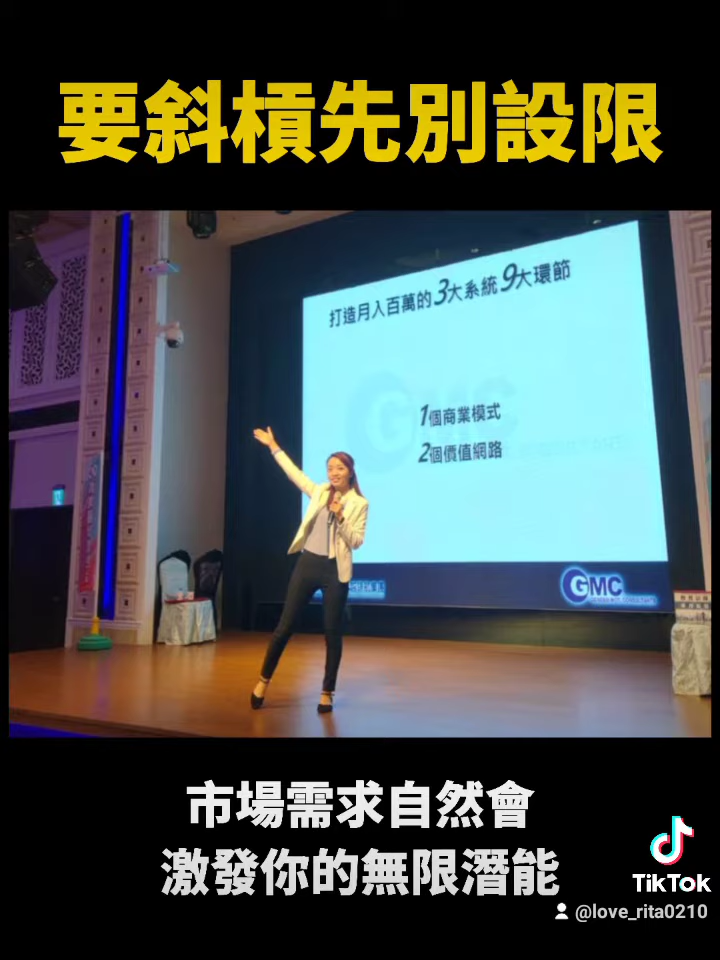 要斜槓先別設限
打造月入百萬的3大系統9大環節
1個商業模式
2個價值網路
GMC
GMC
市場需求自然會
激發你的無限潛能
TikTok
@love_rita0210